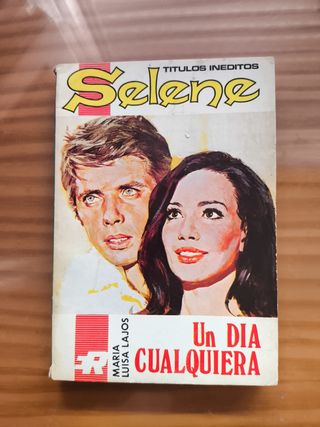 TITULOS INEDITOS
Selene
R
MARIA
LUISA LAJOS
Un DIA
CUALQUIERA